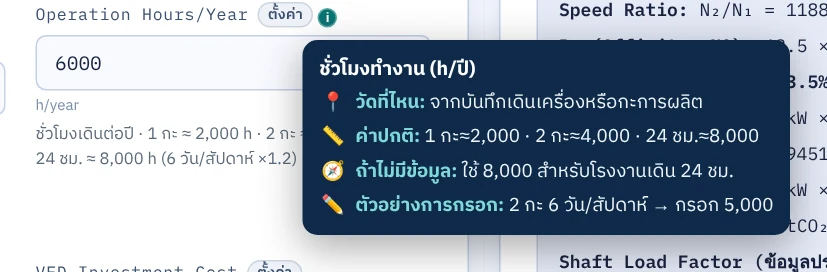 Operation Hours/Year ตั้งค่า i
6000
h/year
ชั่วโมงเดินต่อปี · 1 กะ ≈ 2,000 h · 2 กะ
24 ชม. ≈ 8,000 h (6 วัน/สัปดาห์ ×1.2)
ชั่วโมงทำงาน (h/ปี)
📍 วัดที่ไหน: จากบันทึกเดินเครื่องหรือกะการผลิต
📏 ค่าปกติ: 1 กะ≈2,000 · 2 กะ≈4,000 · 24 ชม.≈8,000
🧭 ถ้าไม่มีข้อมูล: ใช้ 8,000 สำหรับโรงงานเดิน 24 ชม.
✏️ ตัวอย่างการกรอก: 2 กะ 6 วัน/สัปดาห์ → กรอก 5,000
Speed Ratio: N₂/N₁ = 1188
.5 ×
3.5%
kW ×
9451
kW ×
tCO₂
VFD Investment Cost ตั้งค่า
Shaft Load Factor (ข้อมูลประ